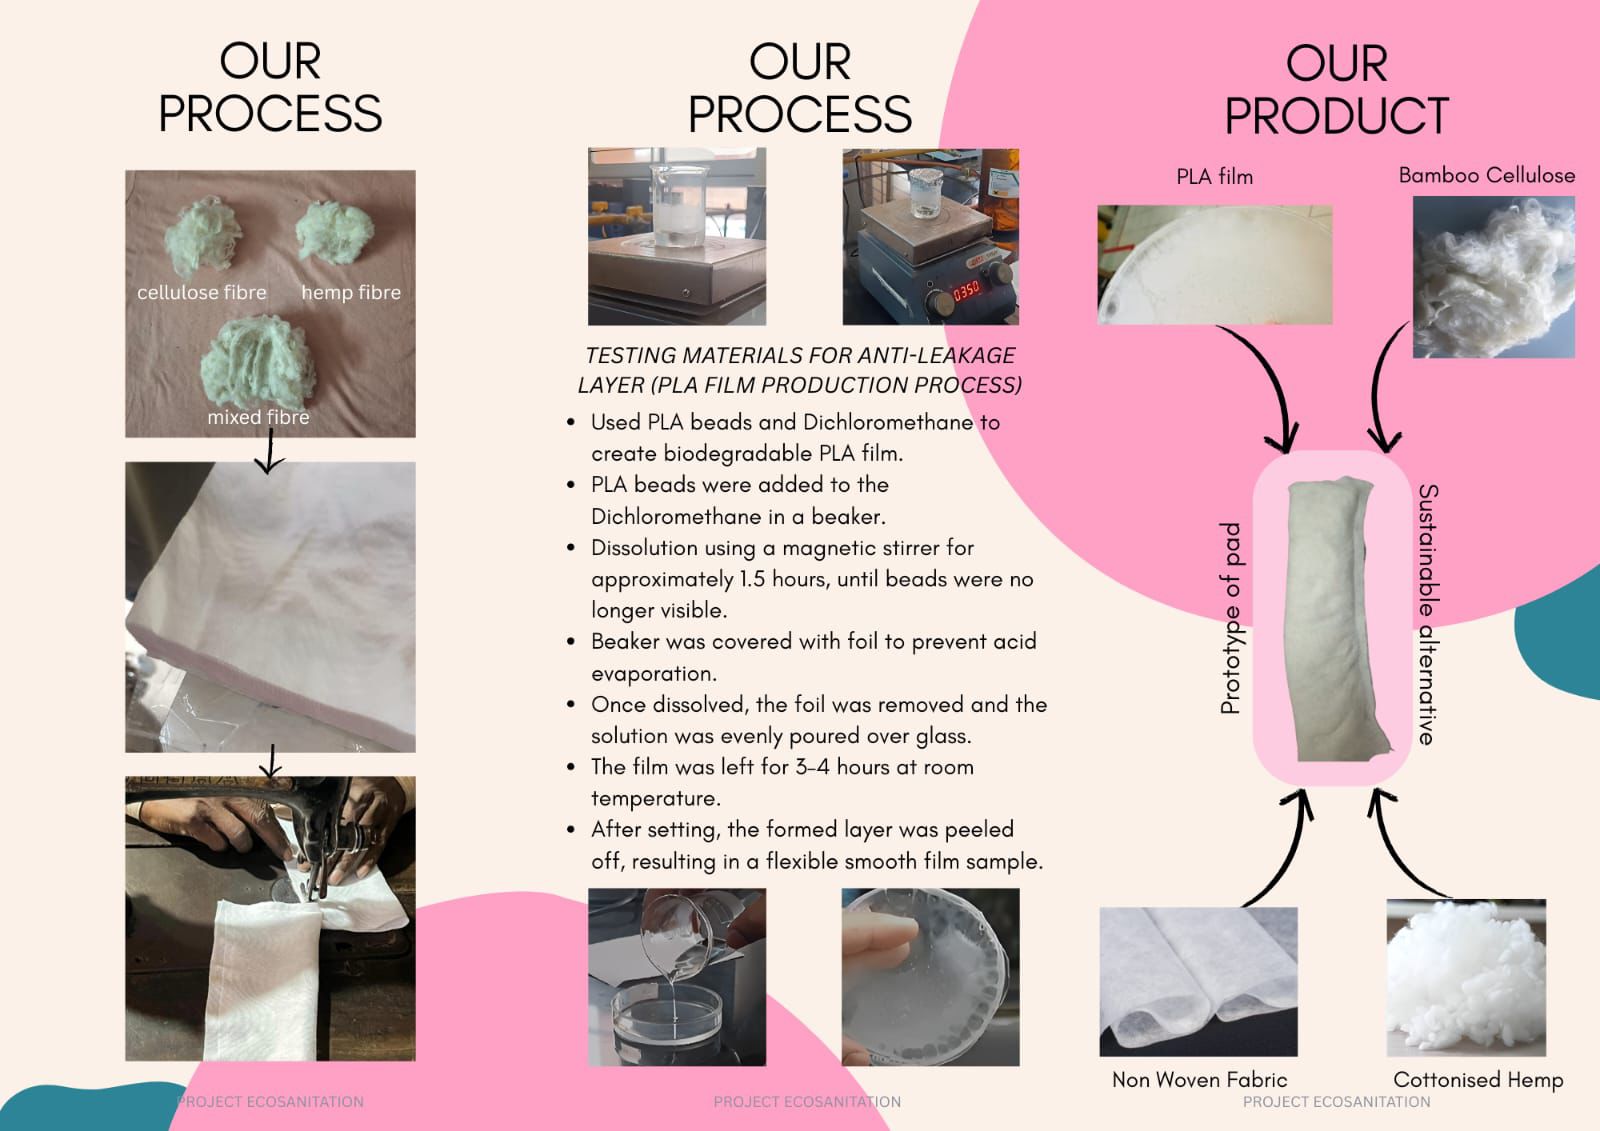 OUR
PROCESS
cellulose fibre
hemp fibre
mixed fibre
PROJECT ECOSANITATION
OUR
PROCESS
0350
TESTING MATERIALS FOR ANTI-LEAKAGE
LAYER (PLA FILM PRODUCTION PROCESS)
• Used PLA beads and Dichloromethane to
create biodegradable PLA film.
• PLA beads were added to the
Dichloromethane in a beaker.
• Dissolution using a magnetic stirrer for
approximately 1.5 hours, until beads were no
longer visible.
• Beaker was covered with foil to prevent acid
evaporation.
• Once dissolved, the foil was removed and the
solution was evenly poured over glass.
• The film was left for 3-4 hours at room
temperature.
• After setting, the formed layer was peeled
off, resulting in a flexible smooth film sample.
PROJECT ECOSANITATION
OUR
PRODUCT
PLA film
Bamboo Cellulose
Prototype of pad
Sustainable alternative
Non Woven Fabric
Cottonised Hemp
PROJECT ECOSANITATION